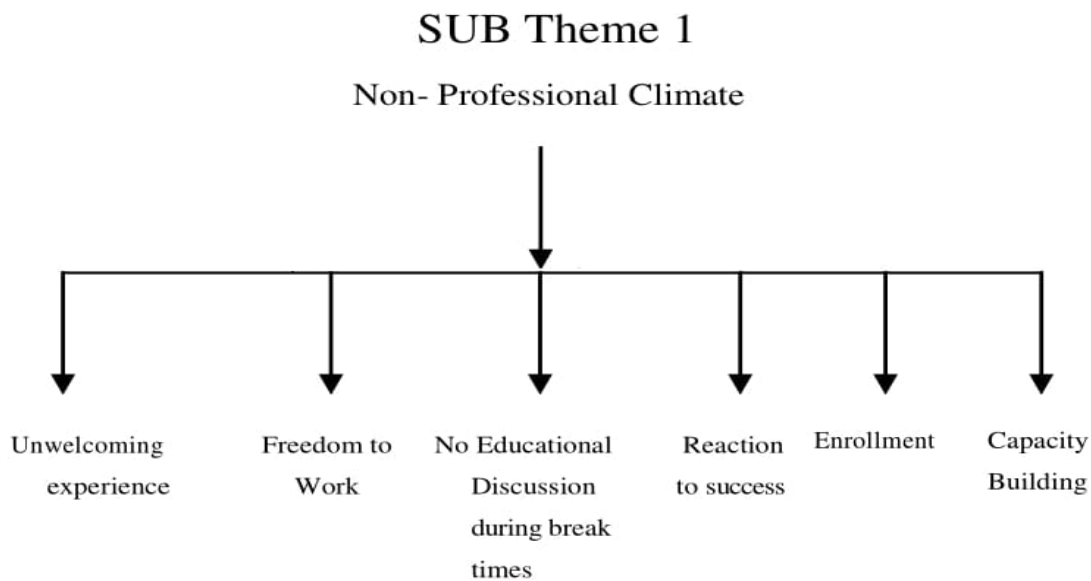 SUB Theme 1
Non- Professional Climate
Unwelcoming
experience
Freedom to
Work
No Educational
Discussion
during break
times
Reaction
to success
Enrollment
Capacity
Building